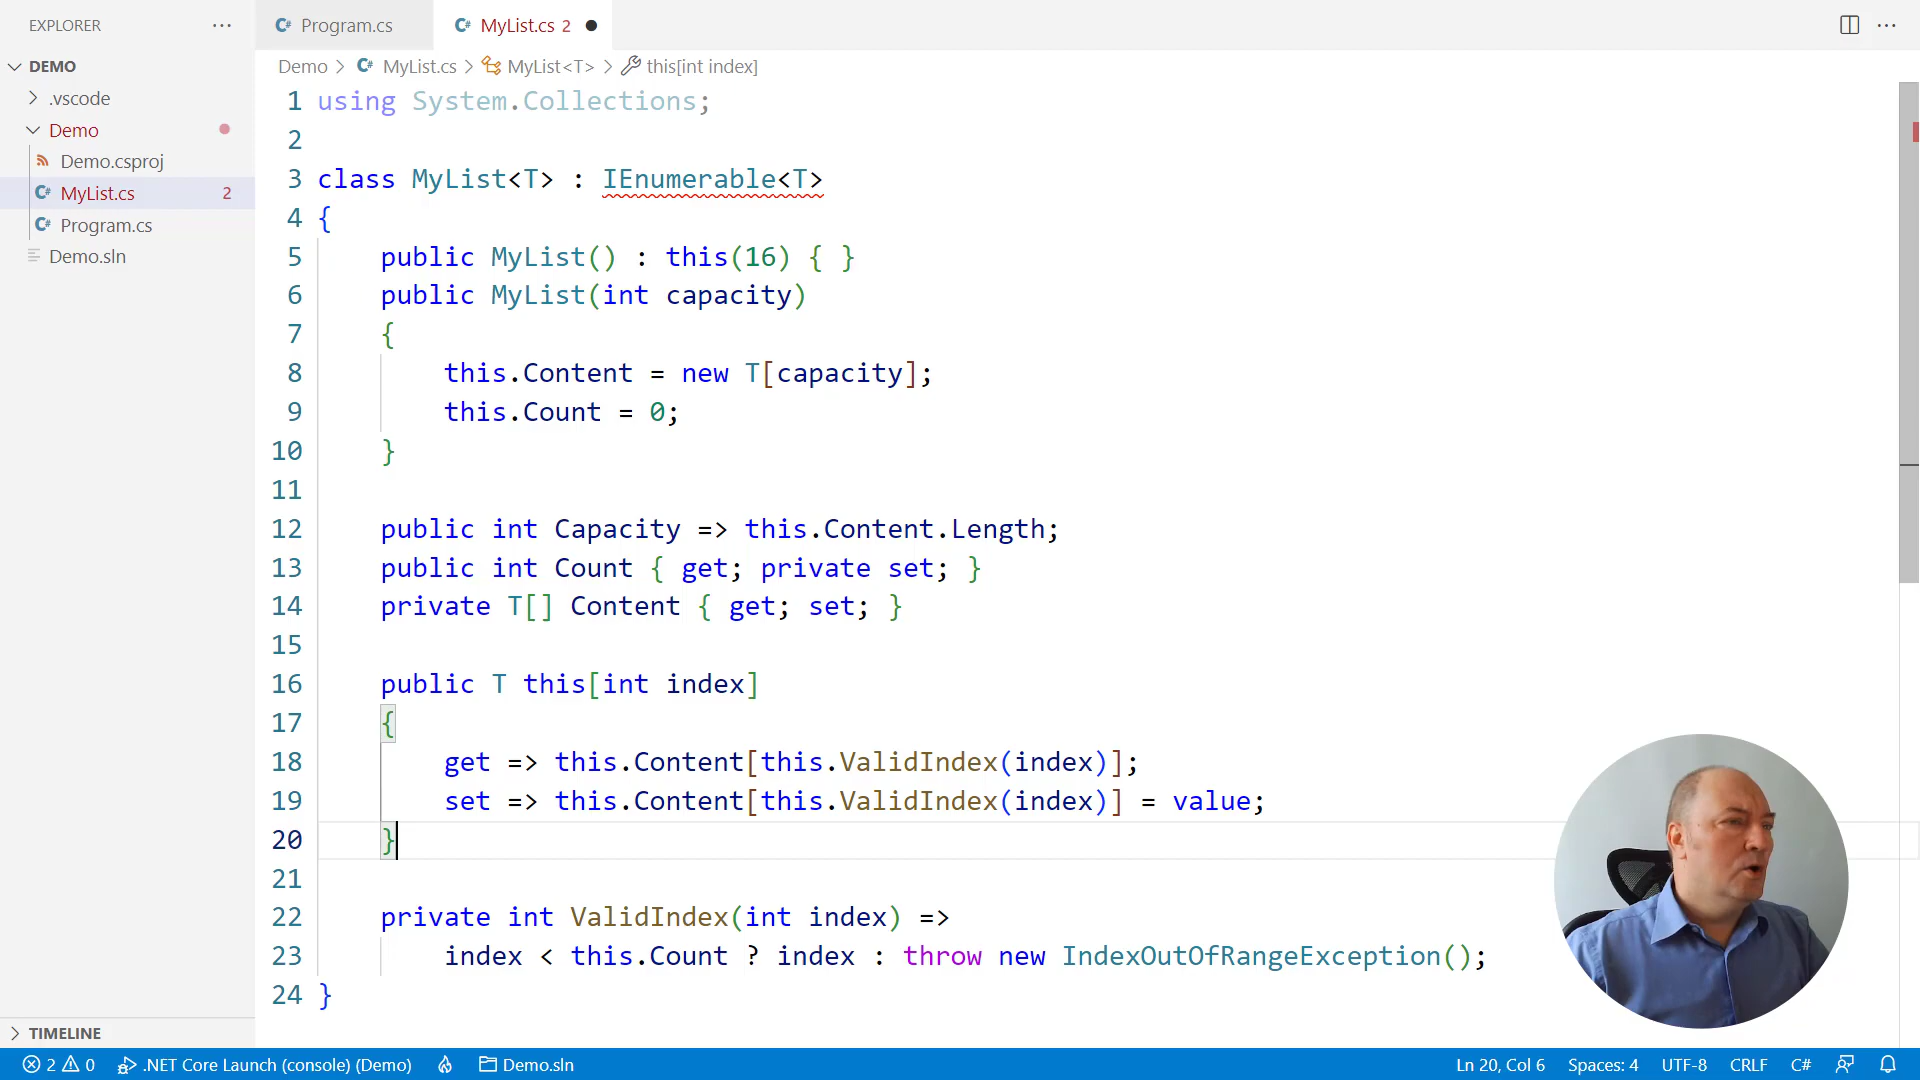 EXPLORER
DEMO
.vscode
Demo
Demo.csproj
MyList.cs 2
Program.cs
Demo.sln
TIMELINE
Program.cs
MyList.cs 2
Demo > MyList.cs > MyList<T> > this[int index]
1 using System.Collections;
2
3 class MyList<T> : IEnumerable<T>
4 {
5 public MyList() : this(16) { }
6 public MyList(int capacity)
7 {
8 this.Content = new T[capacity];
9 this.Count = 0;
10 }
11
12 public int Capacity => this.Content.Length;
13 public int Count { get; private set; }
14 private T[] Content { get; set; }
15
16 public T this[int index]
17 {
18 get => this.Content[this.ValidIndex(index)];
19 set => this.Content[this.ValidIndex(index)] = value;
20 }
21
22 private int ValidIndex(int index) =>
23 index < this.Count ? index : throw new IndexOutOfRangeException();
24 }
2 0 .NET Core Launch (console) (Demo) Demo.sln Ln 20, Col 6 Spaces: 4 UTF-8 CRLF C#